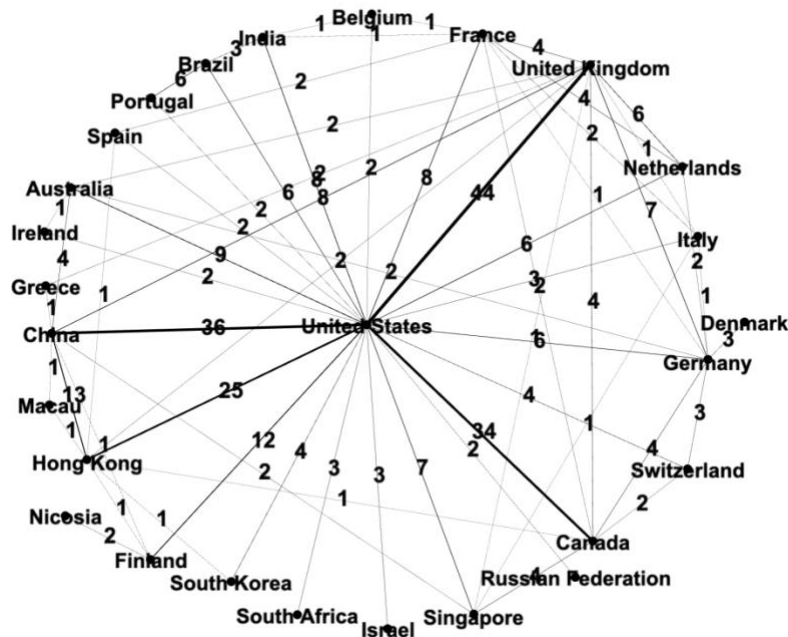 1 Belgium 1
India 1 France
3 4
Brazil United Kingdom
6 2 4
Portugal 6
Spain 2 2
1
8 2 2 8 Netherlands
Australia 6 8 44 1
1 2 7
Ireland 2 6 Italy
4 9 2 2 2
Greece 2 3 2
1 1 4 1
China 36 United States Denmark
1 6 3
Germany
1 25 4
Macau 13 3
1 1 12 34 1
Hong Kong 4 2 4
2 3 3 7 Switzerland
1 1 1 2
Nicosia
2
Finland Canada
South Korea 4 Russian Federation
South Africa Singapore
Israel